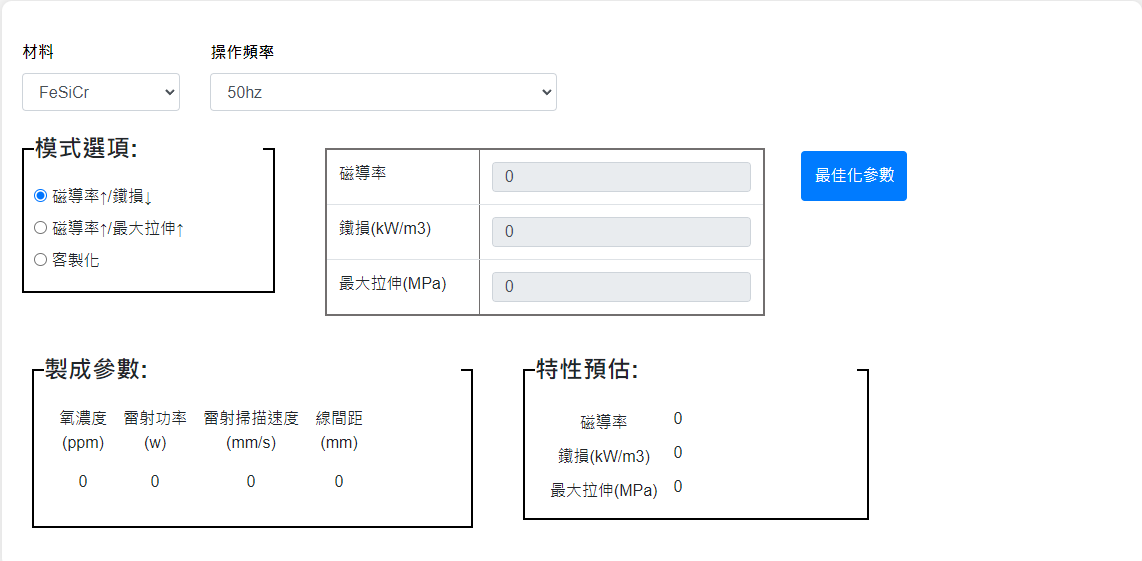 材料 操作頻率
FeSiCr 50hz
模式選項:
磁導率↑/鐵損↓
磁導率↑/最大拉伸↑
客製化
磁導率 0
鐵損(kW/m3) 0
最大拉伸(MPa) 0
最佳化參數
製成參數:
氧濃度 雷射功率 雷射掃描速度 線間距
(ppm) (w) (mm/s) (mm)
0 0 0 0
特性預估:
磁導率 0
鐵損(kW/m3) 0
最大拉伸(MPa) 0